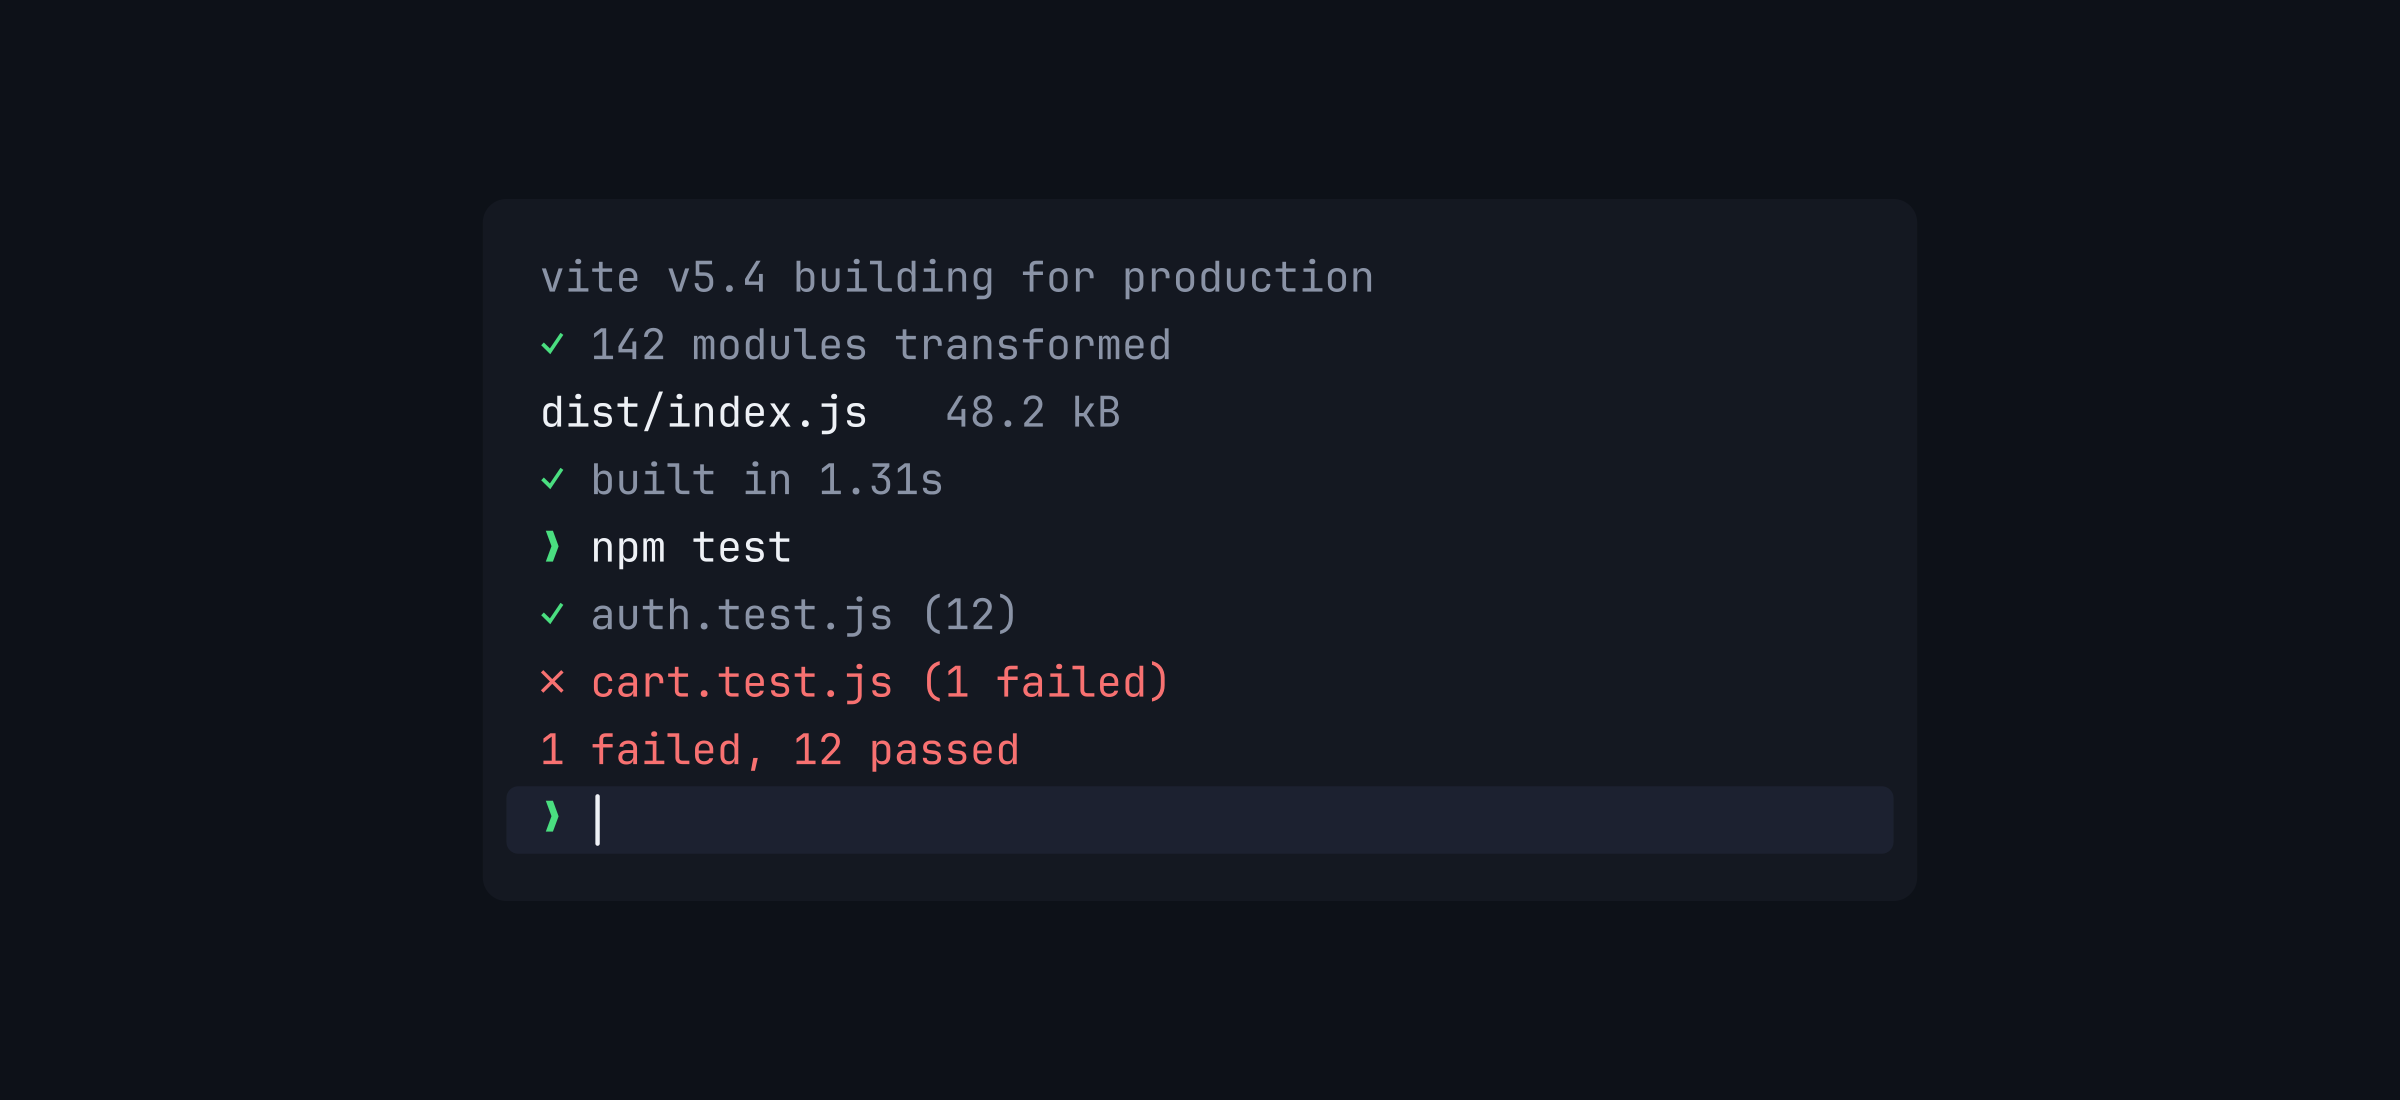 vite v5.4 building for production
✓ 142 modules transformed
dist/index.js   48.2 kB
✓ built in 1.31s
❯ npm test
✓ auth.test.js (12)
✕ cart.test.js (1 failed)
1 failed, 12 passed
❯